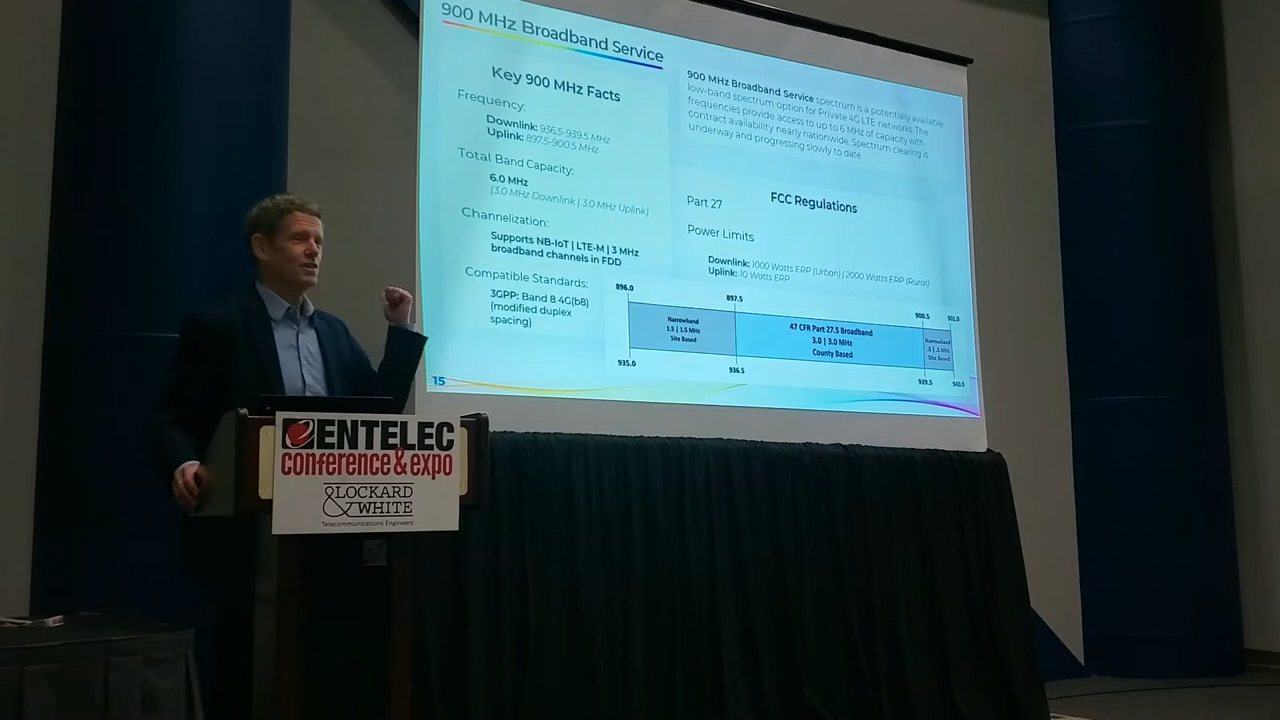 900 MHz Broadband Service
Key 900 MHz Facts
Frequency:
Downlink: 936.5-939.5 MHz
Uplink: 897.5-900.5 MHz
Total Band Capacity:
6.0 MHz
(3.0 MHz Downlink | 3.0 MHz Uplink)
Channelization:
Supports NB-IoT | LTE-M | 3 MHz
broadband channels in FDD
Compatible Standards:
3GPP: Band 8 4G(b8)
(modified duplex
spacing)
15
900 MHz Broadband Service spectrum is a potentially available
low-band spectrum option for Private 4G LTE networks. The
frequencies provide access to up to 6 MHz of capacity with
contract availability nearly nationwide. Spectrum clearing is
underway and progressing slowly to date.
FCC Regulations
Part 27
Power Limits
Downlink: 1000 Watts ERP (Urban) | 2000 Watts ERP (Rural)
Uplink: 10 Watts ERP
896.0
897.5
900.5
901.0
Narrowband
1.5 | 1.5 MHz
Site Based
47 CFR Part 27.5 Broadband
3.0 | 3.0 MHz
County Based
Narrowband
.5 | .5 MHz
Site Based
935.0
936.5
939.5
940.0
ENTELEC
conference & expo
LOCKARD
& WHITE
Telecommunications Engineers